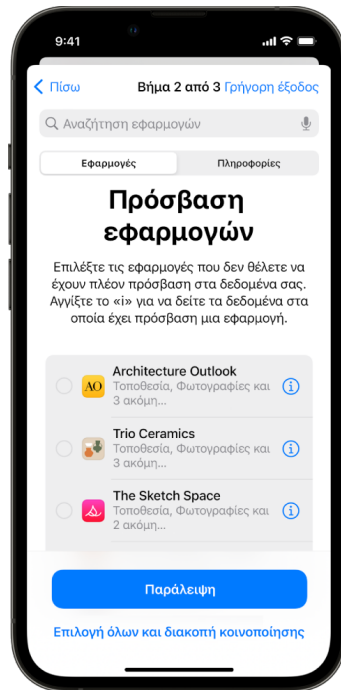 9:41
Πίσω
Βήμα 2 από 3
Γρήγορη έξοδος
Αναζήτηση εφαρμογών
Εφαρμογές
Πληροφορίες
Πρόσβαση
εφαρμογών
Επιλέξτε τις εφαρμογές που δεν θέλετε να
έχουν πλέον πρόσβαση στα δεδομένα σας.
Αγγίξτε το «i» για να δείτε τα δεδομένα στα
οποία έχει πρόσβαση μια εφαρμογή.
AO
Architecture Outlook
Τοποθεσία, Φωτογραφίες και
3 ακόμη...
Trio Ceramics
Τοποθεσία, Φωτογραφίες και
3 ακόμη...
The Sketch Space
Τοποθεσία, Φωτογραφίες και
2 ακόμη...
Παράλειψη
Επιλογή όλων και διακοπή κοινοποίησης